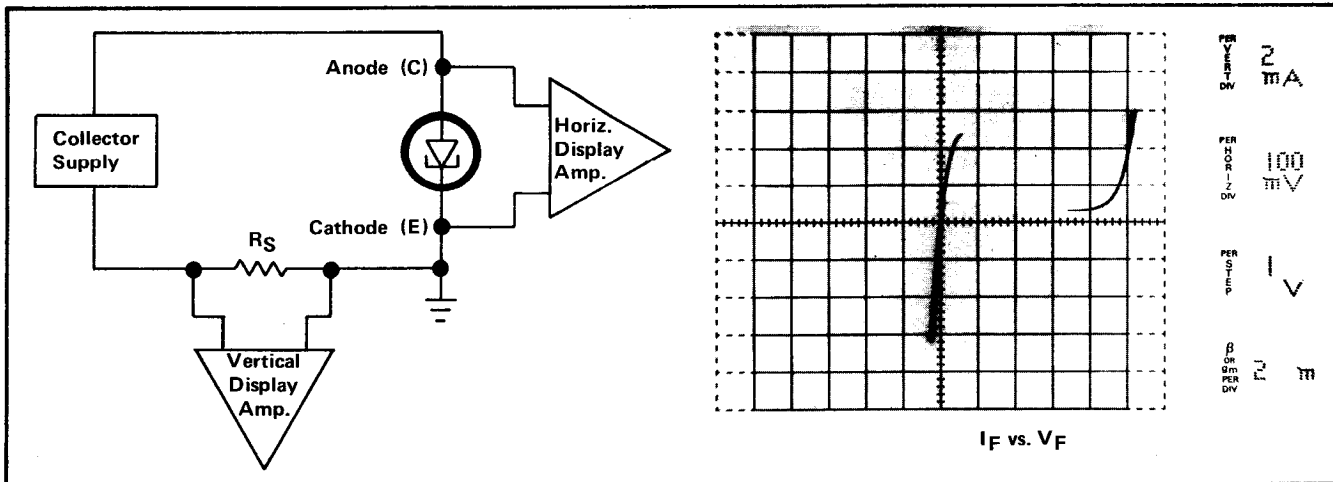 Collector
Supply
Anode (C)
Cathode (E)
Horiz.
Display
Amp.
RS
Vertical
Display
Amp.
PER
VERT
DIV
2
mA
PER
HORIZ
DIV
100
mV
PER
STEP
1
V
β
OR
gm
PER
DIV
2 m
IF vs. VF